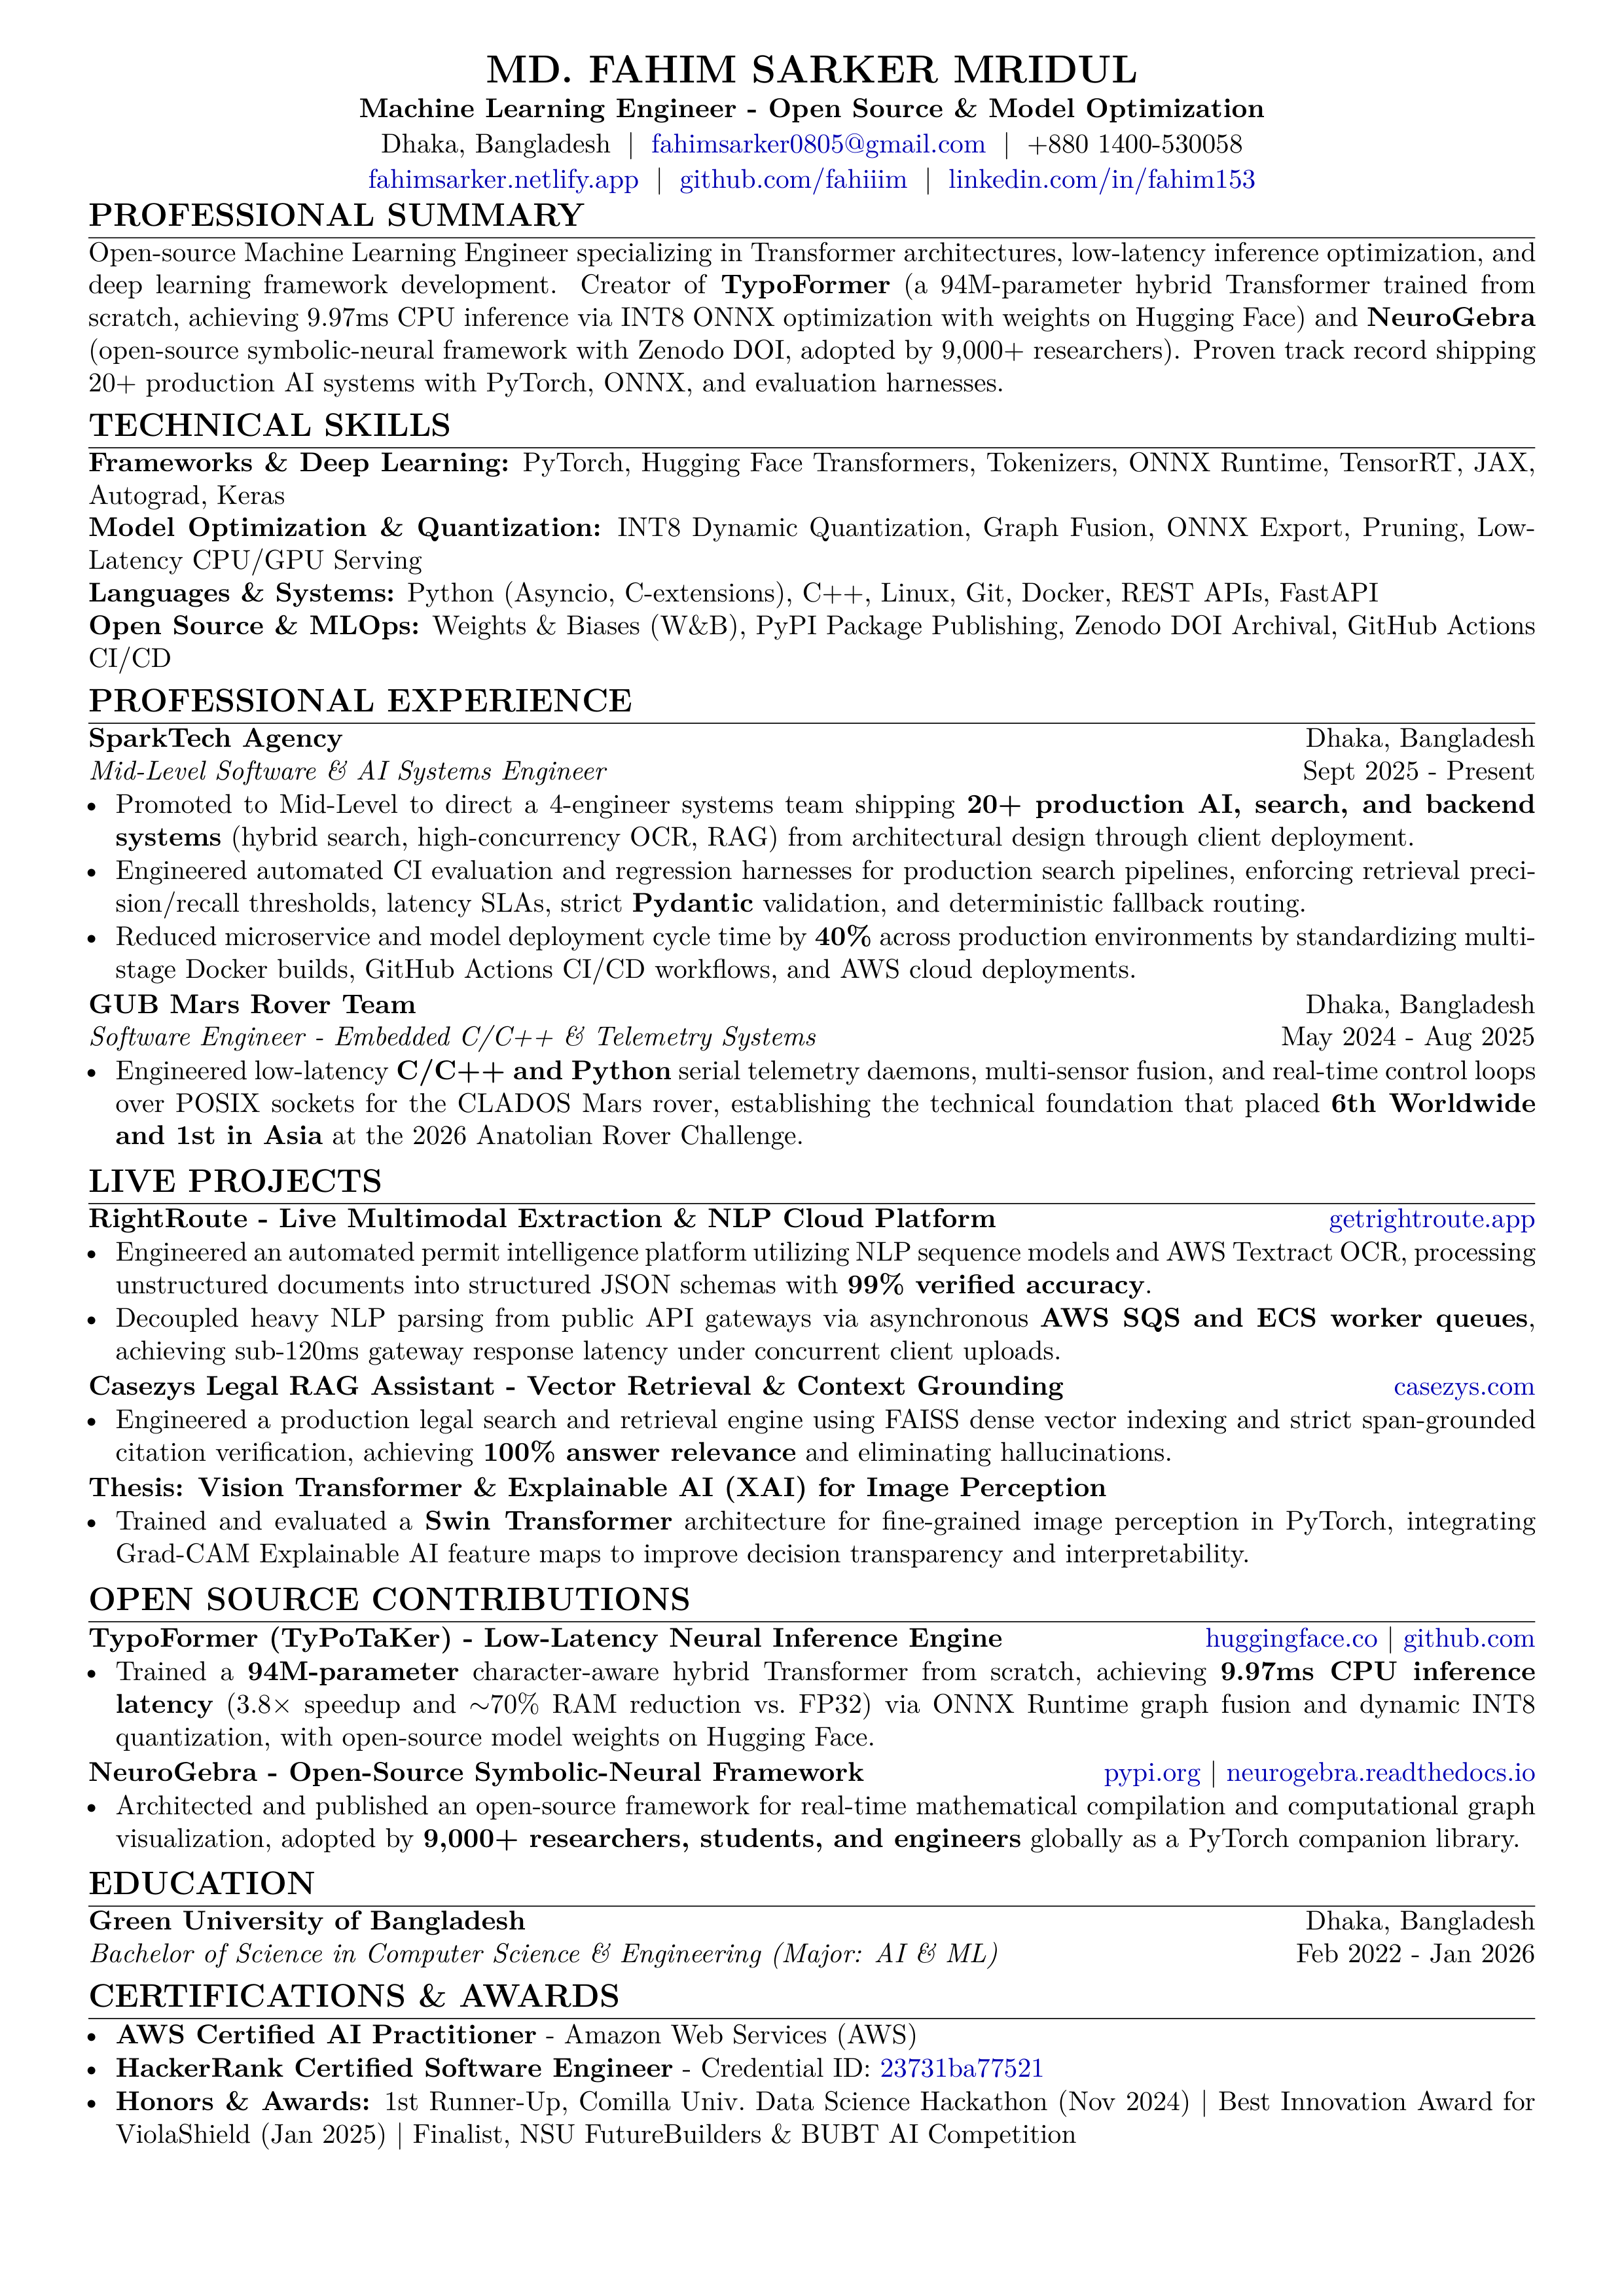 MD. FAHIM SARKER MRIDUL
Machine Learning Engineer - Open Source & Model Optimization
Dhaka, Bangladesh | fahimsarker0805@gmail.com | +880 1400-530058
fahimsarker.netlify.app | github.com/fahiiim | linkedin.com/in/fahim153
PROFESSIONAL SUMMARY
Open-source Machine Learning Engineer specializing in Transformer architectures, low-latency inference optimization, and
deep learning framework development. Creator of TypoFormer (a 94M-parameter hybrid Transformer trained from
scratch, achieving 9.97ms CPU inference via INT8 ONNX optimization with weights on Hugging Face) and NeuroGebra
(open-source symbolic-neural framework with Zenodo DOI, adopted by 9,000+ researchers). Proven track record shipping
20+ production AI systems with PyTorch, ONNX, and evaluation harnesses.
TECHNICAL SKILLS
Frameworks & Deep Learning: PyTorch, Hugging Face Transformers, Tokenizers, ONNX Runtime, TensorRT, JAX,
Autograd, Keras
Model Optimization & Quantization: INT8 Dynamic Quantization, Graph Fusion, ONNX Export, Pruning, Low-
Latency CPU/GPU Serving
Languages & Systems: Python (Asyncio, C-extensions), C++, Linux, Git, Docker, REST APIs, FastAPI
Open Source & MLOps: Weights & Biases (W&B), PyPI Package Publishing, Zenodo DOI Archival, GitHub Actions
CI/CD
PROFESSIONAL EXPERIENCE
SparkTech Agency Dhaka, Bangladesh
Mid-Level Software & AI Systems Engineer Sept 2025 - Present
• Promoted to Mid-Level to direct a 4-engineer systems team shipping 20+ production AI, search, and backend
systems (hybrid search, high-concurrency OCR, RAG) from architectural design through client deployment.
• Engineered automated CI evaluation and regression harnesses for production search pipelines, enforcing retrieval preci-
sion/recall thresholds, latency SLAs, strict Pydantic validation, and deterministic fallback routing.
• Reduced microservice and model deployment cycle time by 40% across production environments by standardizing multi-
stage Docker builds, GitHub Actions CI/CD workflows, and AWS cloud deployments.
GUB Mars Rover Team Dhaka, Bangladesh
Software Engineer - Embedded C/C++ & Telemetry Systems May 2024 - Aug 2025
• Engineered low-latency C/C++ and Python serial telemetry daemons, multi-sensor fusion, and real-time control loops
over POSIX sockets for the CLADOS Mars rover, establishing the technical foundation that placed 6th Worldwide
and 1st in Asia at the 2026 Anatolian Rover Challenge.
LIVE PROJECTS
RightRoute - Live Multimodal Extraction & NLP Cloud Platform getrightroute.app
• Engineered an automated permit intelligence platform utilizing NLP sequence models and AWS Textract OCR, processing
unstructured documents into structured JSON schemas with 99% verified accuracy.
• Decoupled heavy NLP parsing from public API gateways via asynchronous AWS SQS and ECS worker queues,
achieving sub-120ms gateway response latency under concurrent client uploads.
Casezys Legal RAG Assistant - Vector Retrieval & Context Grounding casezys.com
• Engineered a production legal search and retrieval engine using FAISS dense vector indexing and strict span-grounded
citation verification, achieving 100% answer relevance and eliminating hallucinations.
Thesis: Vision Transformer & Explainable AI (XAI) for Image Perception
• Trained and evaluated a Swin Transformer architecture for fine-grained image perception in PyTorch, integrating
Grad-CAM Explainable AI feature maps to improve decision transparency and interpretability.
OPEN SOURCE CONTRIBUTIONS
TypoFormer (TyPoTaKer) - Low-Latency Neural Inference Engine huggingface.co | github.com
• Trained a 94M-parameter character-aware hybrid Transformer from scratch, achieving 9.97ms CPU inference
latency (3.8× speedup and ∼70% RAM reduction vs. FP32) via ONNX Runtime graph fusion and dynamic INT8
quantization, with open-source model weights on Hugging Face.
NeuroGebra - Open-Source Symbolic-Neural Framework pypi.org | neurogebra.readthedocs.io
• Architected and published an open-source framework for real-time mathematical compilation and computational graph
visualization, adopted by 9,000+ researchers, students, and engineers globally as a PyTorch companion library.
EDUCATION
Green University of Bangladesh Dhaka, Bangladesh
Bachelor of Science in Computer Science & Engineering (Major: AI & ML) Feb 2022 - Jan 2026
CERTIFICATIONS & AWARDS
• AWS Certified AI Practitioner - Amazon Web Services (AWS)
• HackerRank Certified Software Engineer - Credential ID: 23731ba77521
• Honors & Awards: 1st Runner-Up, Comilla Univ. Data Science Hackathon (Nov 2024) | Best Innovation Award for
ViolaShield (Jan 2025) | Finalist, NSU FutureBuilders & BUBT AI Competition